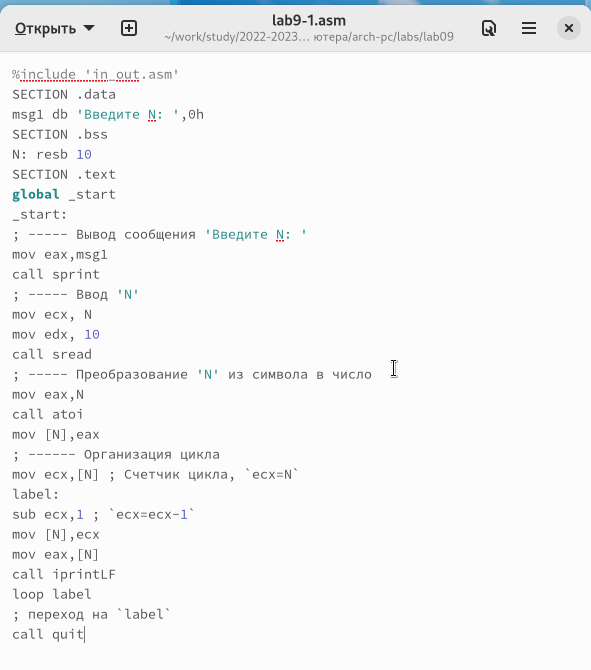 Открыть
lab9-1.asm
~/work/study/2022-2023... ютера/arch-pc/labs/lab09
%include 'in_out.asm'
SECTION .data
msg1 db 'Введите N: ',0h
SECTION .bss
N: resb 10
SECTION .text
global _start
_start:
; ----- Вывод сообщения 'Введите N: '
mov eax,msg1
call sprint
; ----- Ввод 'N'
mov ecx, N
mov edx, 10
call sread
; ----- Преобразование 'N' из символа в число
mov eax,N
call atoi
mov [N],eax
; ------ Организация цикла
mov ecx,[N] ; Счетчик цикла, `ecx=N`
label:
sub ecx,1 ; `ecx=ecx-1`
mov [N],ecx
mov eax,[N]
call iprintLF
loop label
; переход на `label`
call quit